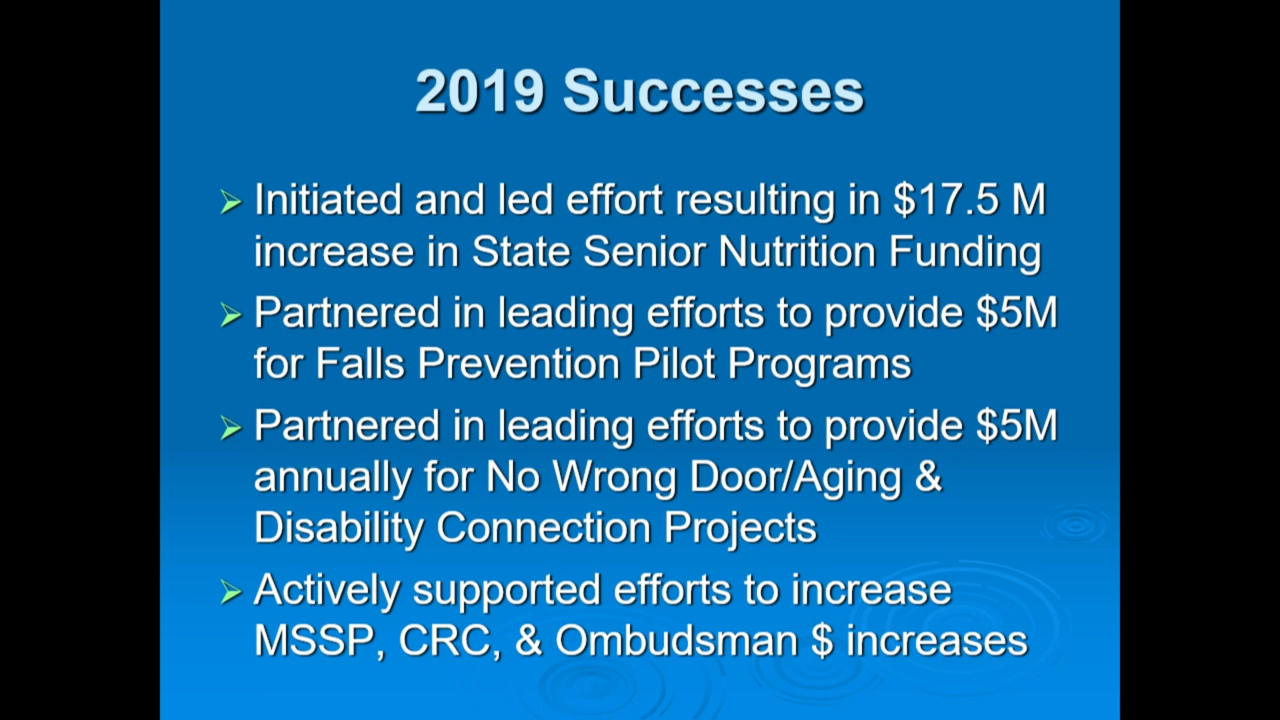 2019 Successes
Initiated and led effort resulting in $17.5 M
increase in State Senior Nutrition Funding
Partnered in leading efforts to provide $5M
for Falls Prevention Pilot Programs
Partnered in leading efforts to provide $5M
annually for No Wrong Door/Aging &
Disability Connection Projects
Actively supported efforts to increase
MSSP, CRC, & Ombudsman $ increases